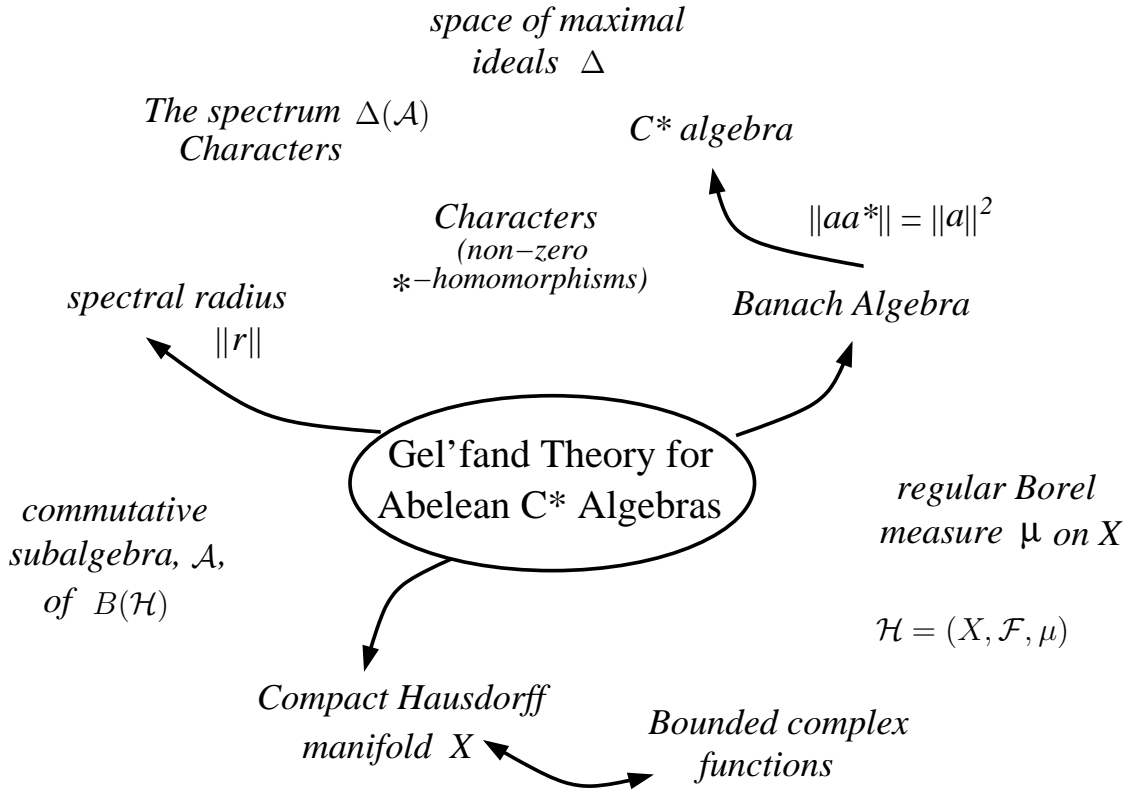 space of maximal
ideals Δ
The spectrum Δ(𝒜)
Characters
C* algebra
||aa*|| = ||a||²
Characters
(non−zero
*−homomorphisms)
spectral radius
||r||
Banach Algebra
Gel'fand Theory for
Abelean C* Algebras
commutative
subalgebra, 𝒜,
of B(ℋ)
regular Borel
measure μ on X
ℋ = (X, ℱ, μ)
Compact Hausdorff
manifold X
Bounded complex
functions